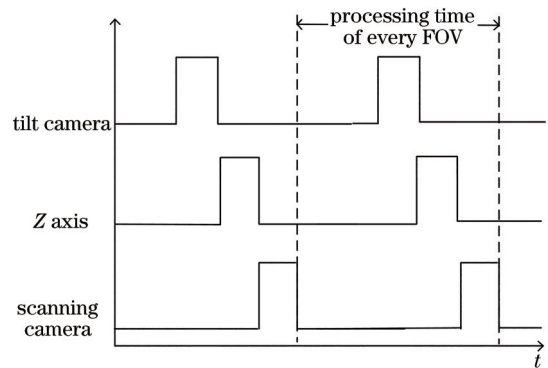 processing time
of every FOV
tilt camera
Z axis
scanning
camera
t